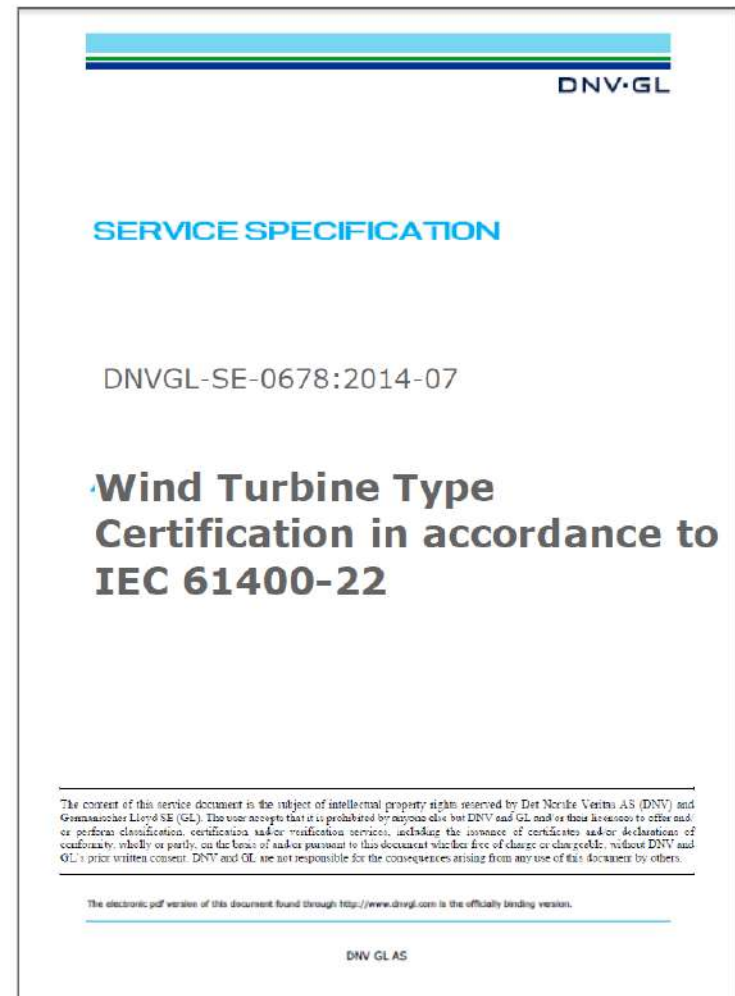 DNV·GL
SERVICE SPECIFICATION
DNVGL-SE-0678:2014-07
Wind Turbine Type
Certification in accordance to
IEC 61400-22
The content of this service document is the subject of intellectual property rights reserved by Det Norske Veritas AS (DNV) and
Germanischer Lloyd SE (GL). The user accepts that it is prohibited by anyone else but DNV and GL and/or their licensees to offer and/
or perform classification, certification and/or verification services, including the issuance of certificates and/or declarations of
conformity, wholly or partly, on the basis of and/or pursuant to this document whether free of charge or chargeable, without DNV and
GL's prior written consent. DNV and GL are not responsible for the consequences arising from any use of this document by others.
The electronic pdf version of this document found through http://www.dnvgl.com is the officially binding version.
DNV GL AS